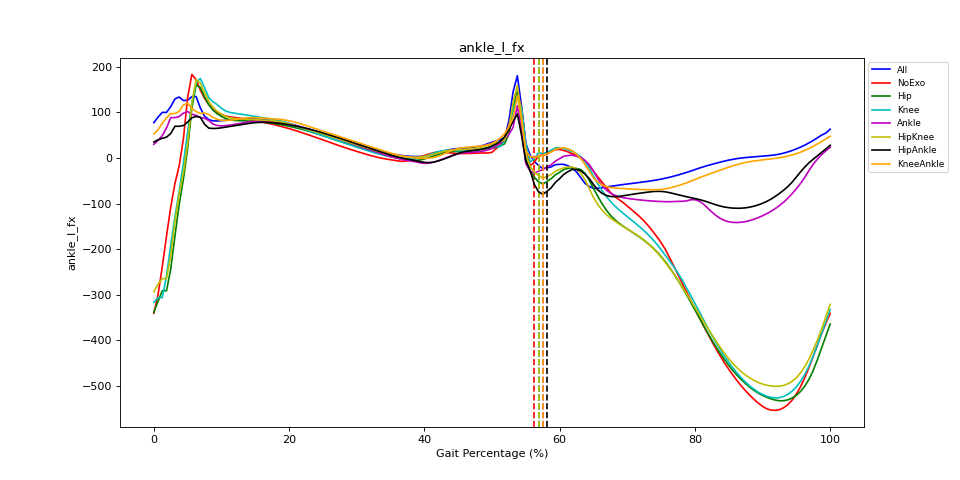 ankle_l_fx
200
100
0
−100
−200
−300
−400
−500
ankle_l_fx
0 20 40 60 80 100
Gait Percentage (%)
All
NoExo
Hip
Knee
Ankle
HipKnee
HipAnkle
KneeAnkle